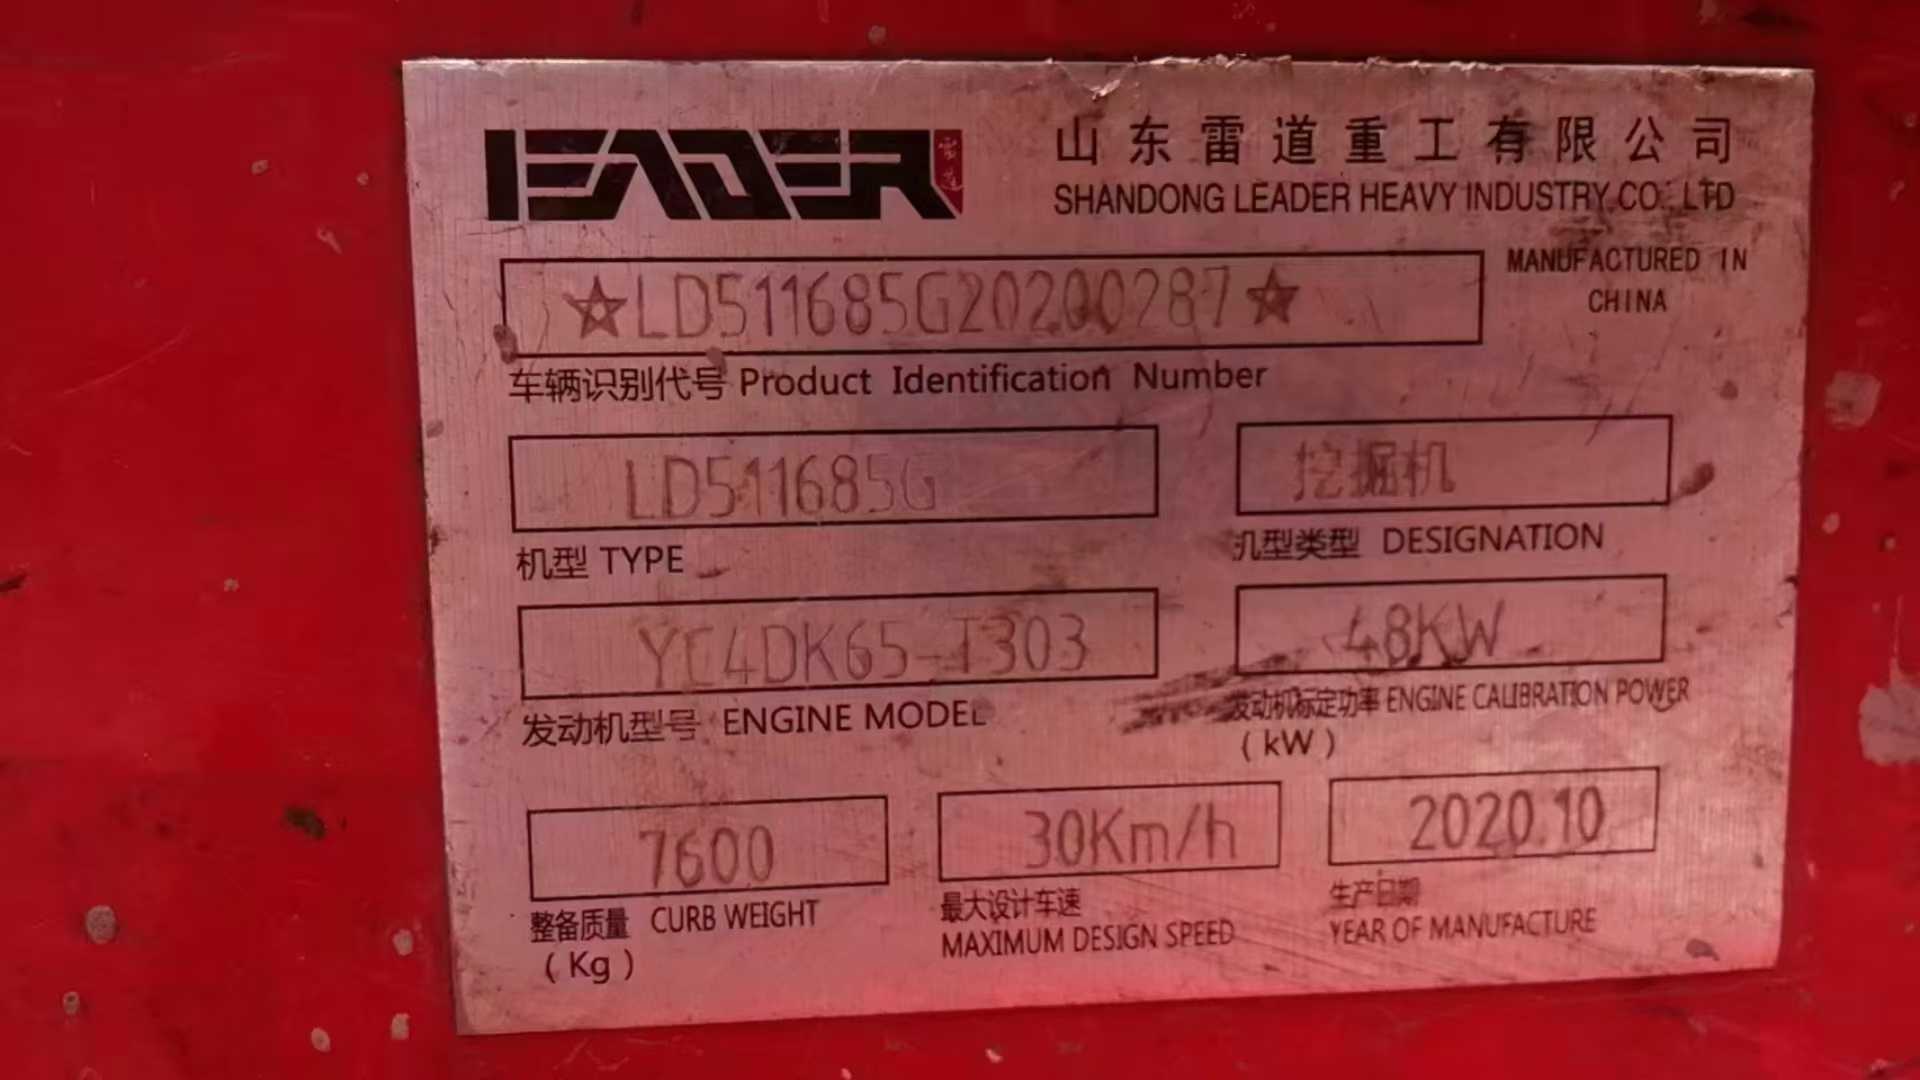 LEADER 雷道
山东雷道重工有限公司
SHANDONG LEADER HEAVY INDUSTRY.CO.,LTD
MANUFACTURED IN
CHINA
☆LD511685G20200287☆
车辆识别代号 Product Identification Number
LD511685G
挖掘机
机型 TYPE
机型类型 DESIGNATION
YC4DK65-T303
48KW
发动机型号 ENGINE MODEL
发动机标定功率 ENGINE CALIBRATION POWER
(kW)
7600
30Km/h
2020.10
整备质量 CURB WEIGHT
(Kg)
最大设计车速
MAXIMUM DESIGN SPEED
生产日期
YEAR OF MANUFACTURE